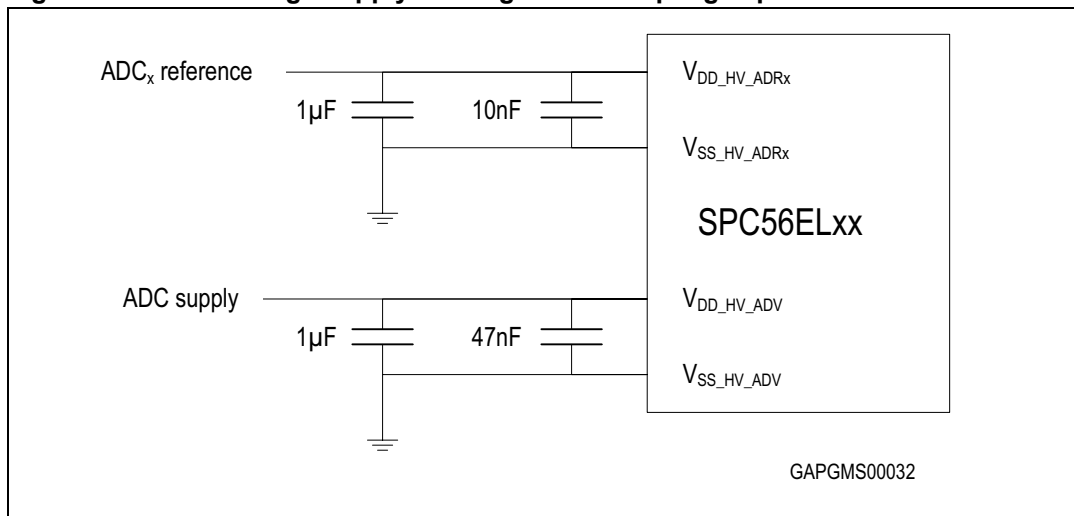 ADCx reference
1µF
10nF
VDD_HV_ADRx
VSS_HV_ADRx
SPC56ELxx
ADC supply
1µF
47nF
VDD_HV_ADV
VSS_HV_ADV
GAPGMS00032